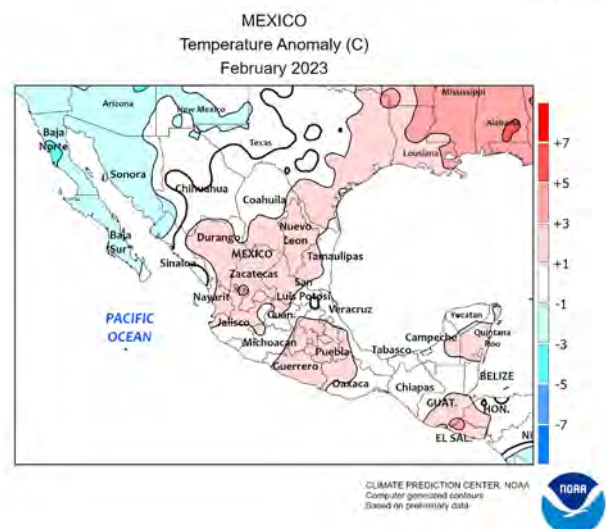 MEXICO
Temperature Anomaly (C)
February 2023
Mississippi
Arizona
New Mexico
Alabama
Baja
Norte
Texas
Lousiana
Sonora
Chihuahua
Coahuila
Baja
Sur
Durango
Nuevo
Leon
MEXICO
Tamaulipas
Sinaloa
Zacatecas
San
Luis Potosi
Nayarit
Veracruz
Jalisco
Guan.
Yucatan
PACIFIC
OCEAN
Michoacan
Puebla
Campeche
Quintana
Roo
Tabasco
Guerrero
BELIZE
Oaxaca
Chiapas
GUAT.
HON.
EL SAL.
NI
+7
+5
+3
+1
-1
-3
-5
-7
CLIMATE PREDICTION CENTER, NOAA
Computer generated contours
Based on preliminary data
NOAA